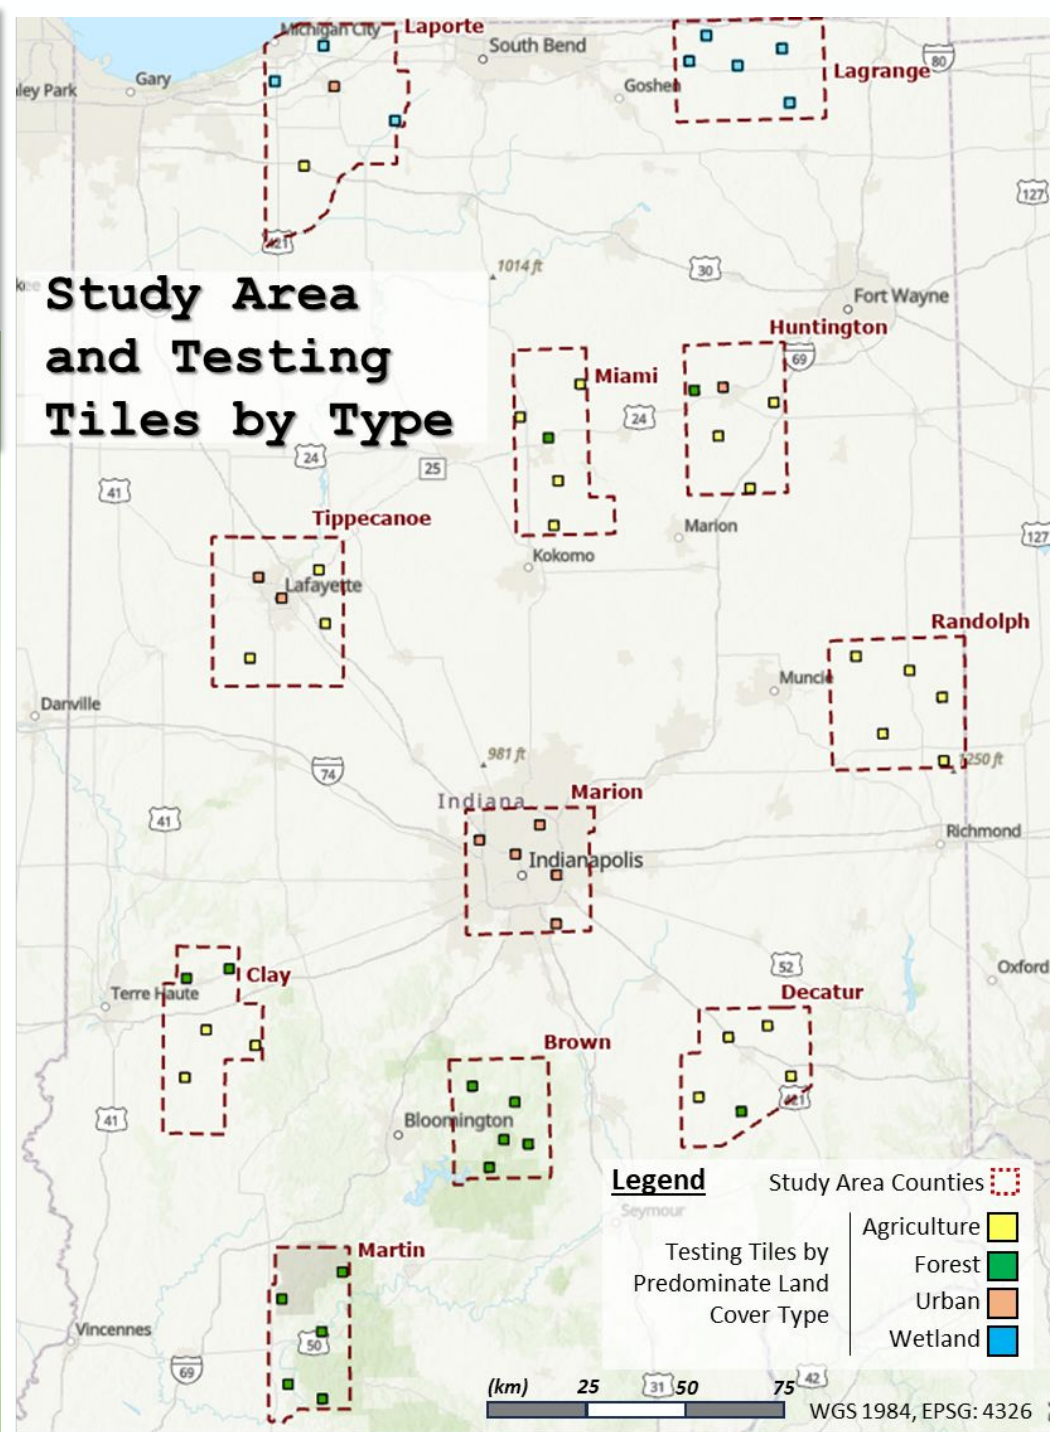 Michigan City
Laporte
South Bend
80
Lagrange
Gary
Goshen
ley Park
127
421
1014 ft
30
Study Area
and Testing
Tiles by Type
Fort Wayne
Huntington
69
Miami
24
24
25
41
Tippecanoe
Marion
127
Kokomo
Lafayette
Randolph
Muncie
Danville
981 ft
1250 ft
74
Indiana
Marion
41
Richmond
Indianapolis
52
Clay
Oxford
Terre Haute
Decatur
Brown
421
41
Bloomington
Legend
Study Area Counties
Seymour
Agriculture
Testing Tiles by
Predominate Land
Cover Type
Forest
Urban
Wetland
Martin
Vincennes
50
69
42
(km) 25 50 75
31
WGS 1984, EPSG: 4326